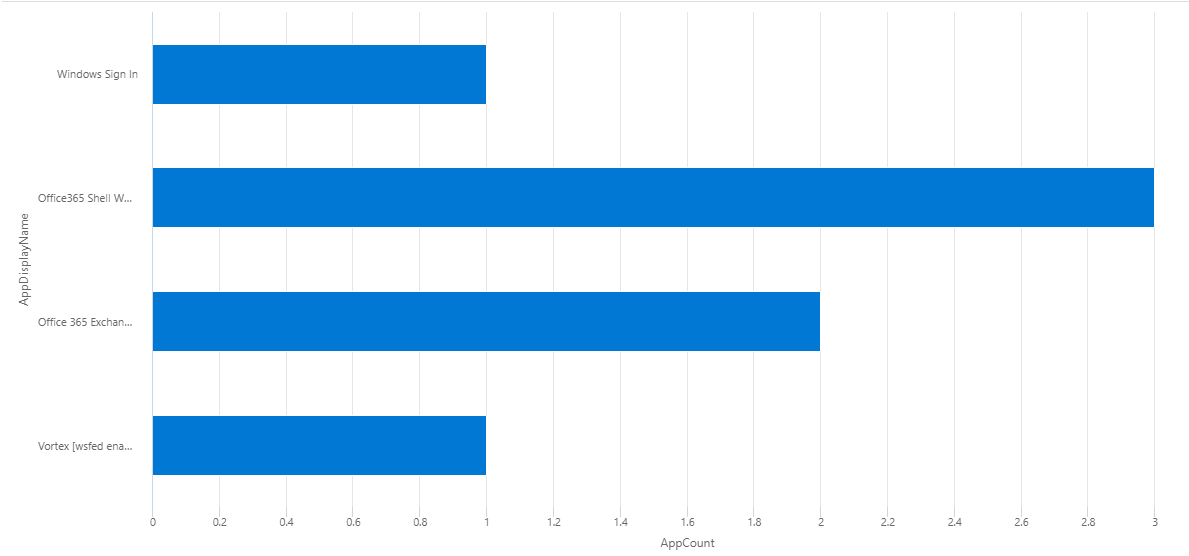 Windows Sign In
Office365 Shell W...
Office 365 Exchan...
Vortex [wsfed ena...
AppDisplayName
0 0.2 0.4 0.6 0.8 1 1.2 1.4 1.6 1.8 2 2.2 2.4 2.6 2.8 3
AppCount